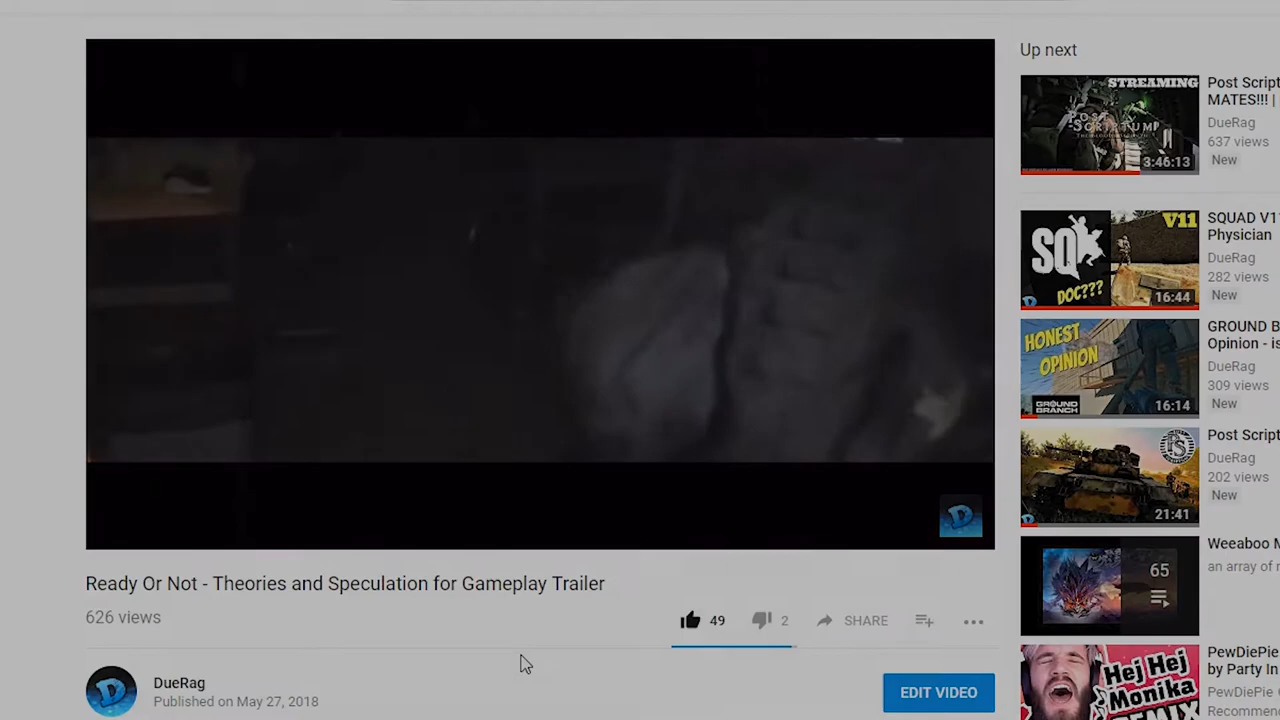 Up next
STREAMING
POST
SCRIPTUM
3:46:13
Post Script
MATES!!! |
DueRag
637 views
New
SQ
V11
DOC???
16:44
SQUAD V1
Physician
DueRag
282 views
New
HONEST
OPINION
GROUND
BRANCH
16:14
GROUND B
Opinion - is
DueRag
309 views
New
PS
21:41
Post Script
DueRag
202 views
New
65
Weeaboo M
an array of r
Hej Hej
Monika
REMIX
PewDiePie
by Party In
PewDiePie
Recommen
D
Ready Or Not - Theories and Speculation for Gameplay Trailer
626 views
49
2
SHARE
D
DueRag
Published on May 27, 2018
EDIT VIDEO